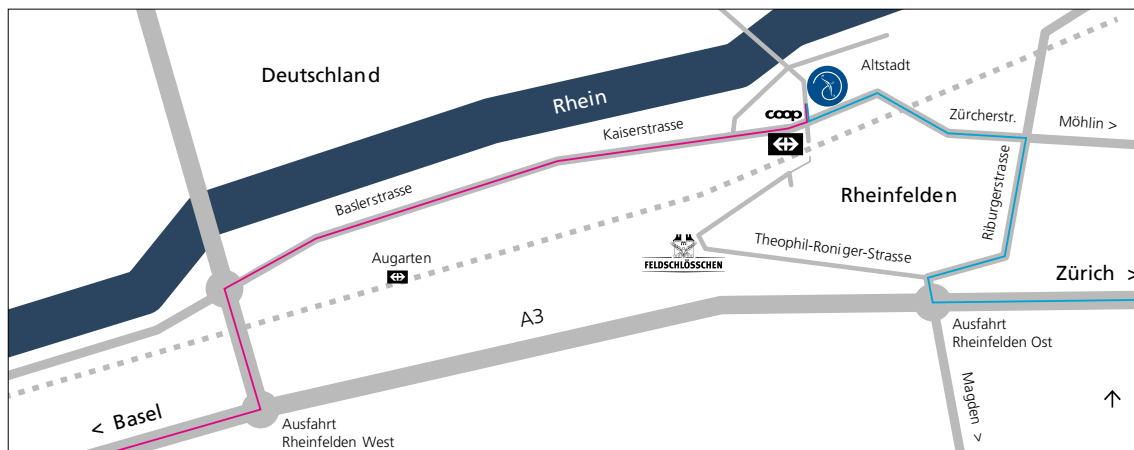 Deutschland
Rhein
Altstadt
coop
Kaiserstrasse
Zürcherstr.
Möhlin >
Baslerstrasse
Rheinfelden
Riburgerstrasse
Augarten
FELDSCHLÖSSCHEN
Theophil-Roniger-Strasse
Zürich >
A3
Ausfahrt
Rheinfelden Ost
< Basel
Magden >
Ausfahrt
Rheinfelden West